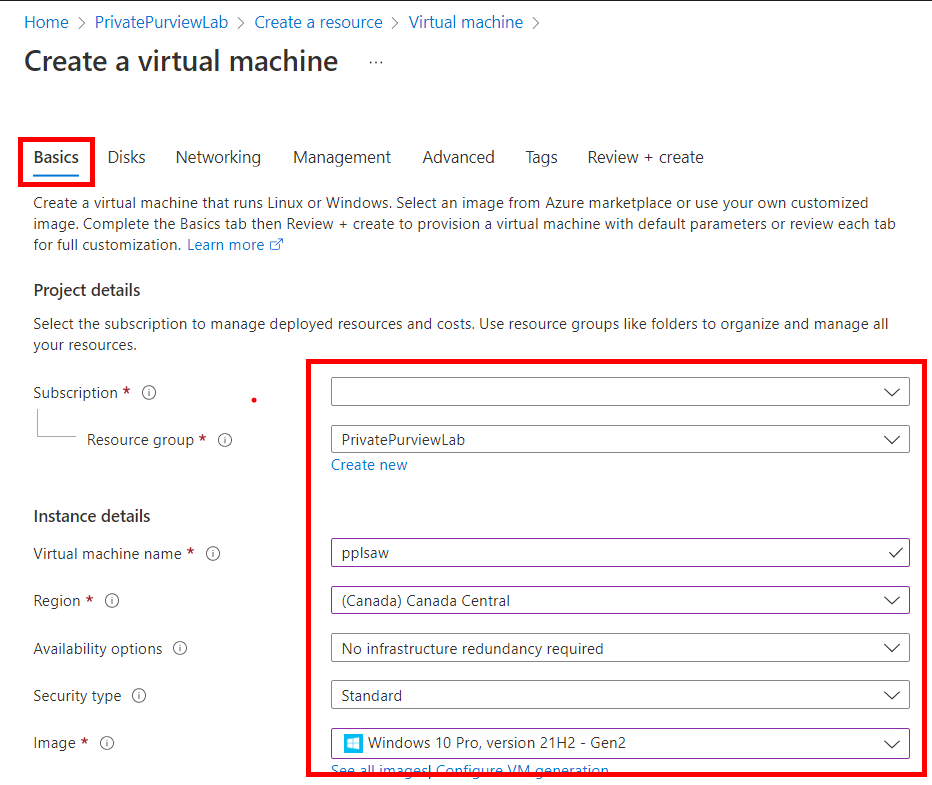 Home > PrivatePurviewLab > Create a resource > Virtual machine >
Create a virtual machine ...
Basics Disks Networking Management Advanced Tags Review + create
Create a virtual machine that runs Linux or Windows. Select an image from Azure marketplace or use your own customized
image. Complete the Basics tab then Review + create to provision a virtual machine with default parameters or review each tab
for full customization. Learn more
Project details
Select the subscription to manage deployed resources and costs. Use resource groups like folders to organize and manage all
your resources.
Subscription *
Resource group * PrivatePurviewLab
Create new
Instance details
Virtual machine name * pplsaw
Region * (Canada) Canada Central
Availability options No infrastructure redundancy required
Security type Standard
Image * Windows 10 Pro, version 21H2 - Gen2
See all images| Configure VM generation